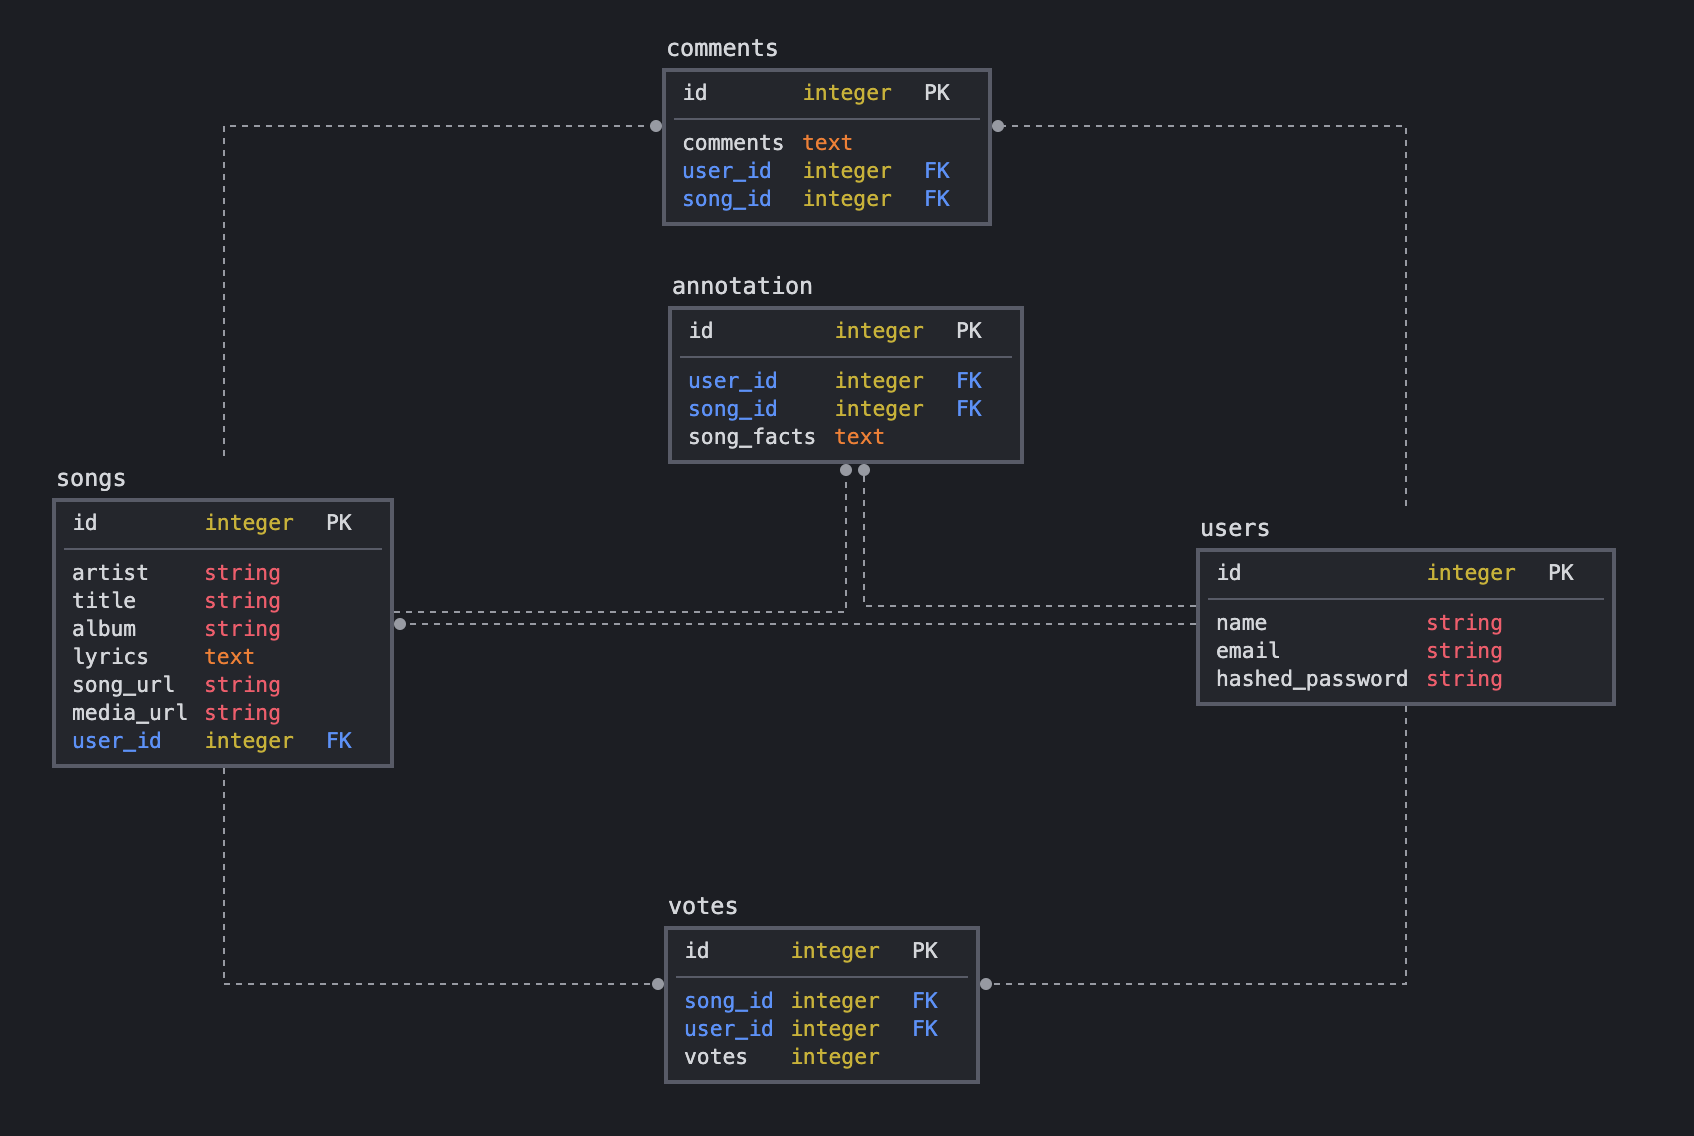 comments
id integer PK
comments text
user_id integer FK
song_id integer FK
annotation
id integer PK
user_id integer FK
song_id integer FK
song_facts text
songs
id integer PK
artist string
title string
album string
lyrics text
song_url string
media_url string
user_id integer FK
users
id integer PK
name string
email string
hashed_password string
votes
id integer PK
song_id integer FK
user_id integer FK
votes integer